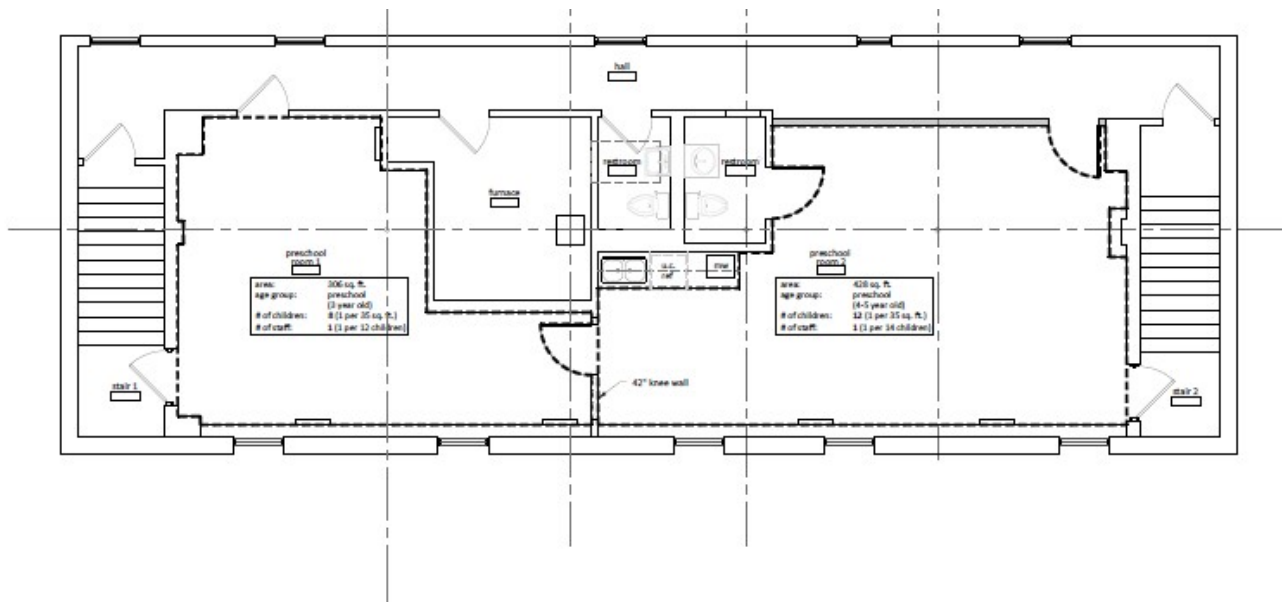 hall
restroom
restroom
furnace
preschool
room 1
area: 306 sq. ft.
age group: preschool
(3 year old)
# of children: 8 (1 per 35 sq. ft.)
# of staff: 1 (1 per 12 children)
u.c.
ref
mw
preschool
room 2
area: 428 sq. ft.
age group: preschool
(4-5 year old)
# of children: 12 (1 per 35 sq. ft.)
# of staff: 1 (1 per 14 children)
42" knee wall
stair 1
stair 2